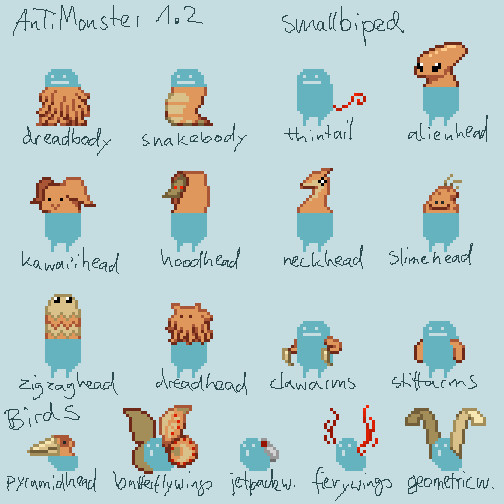 AnTiMonster 1.2 smallbiped
dreadbody snakebody thintail alienhead
kawaiihead hoodhead neckhead slimehead
zigzaghead dreadhead clawarms stiffarms
Birds
pyramidhead butterflywings jetpackw. fierywings geometricw.